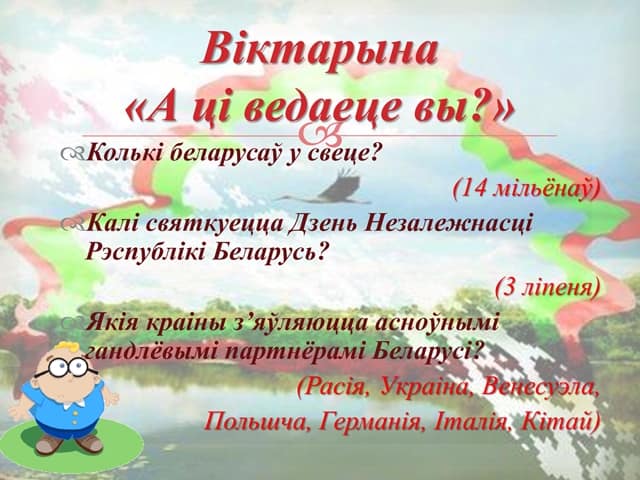 Віктарына
«А ці ведаеце вы?»
Колькі беларусаў у свеце?
(14 мільёнаў)
Калі святкуецца Дзень Незалежнасці
Рэспублікі Беларусь?
(3 ліпеня)
Якія краіны з’яўляюцца асноўнымі
гандлёвымі партнёрамі Беларусі?
(Расія, Украіна, Венесуэла,
Польшча, Германія, Італія, Кітай)